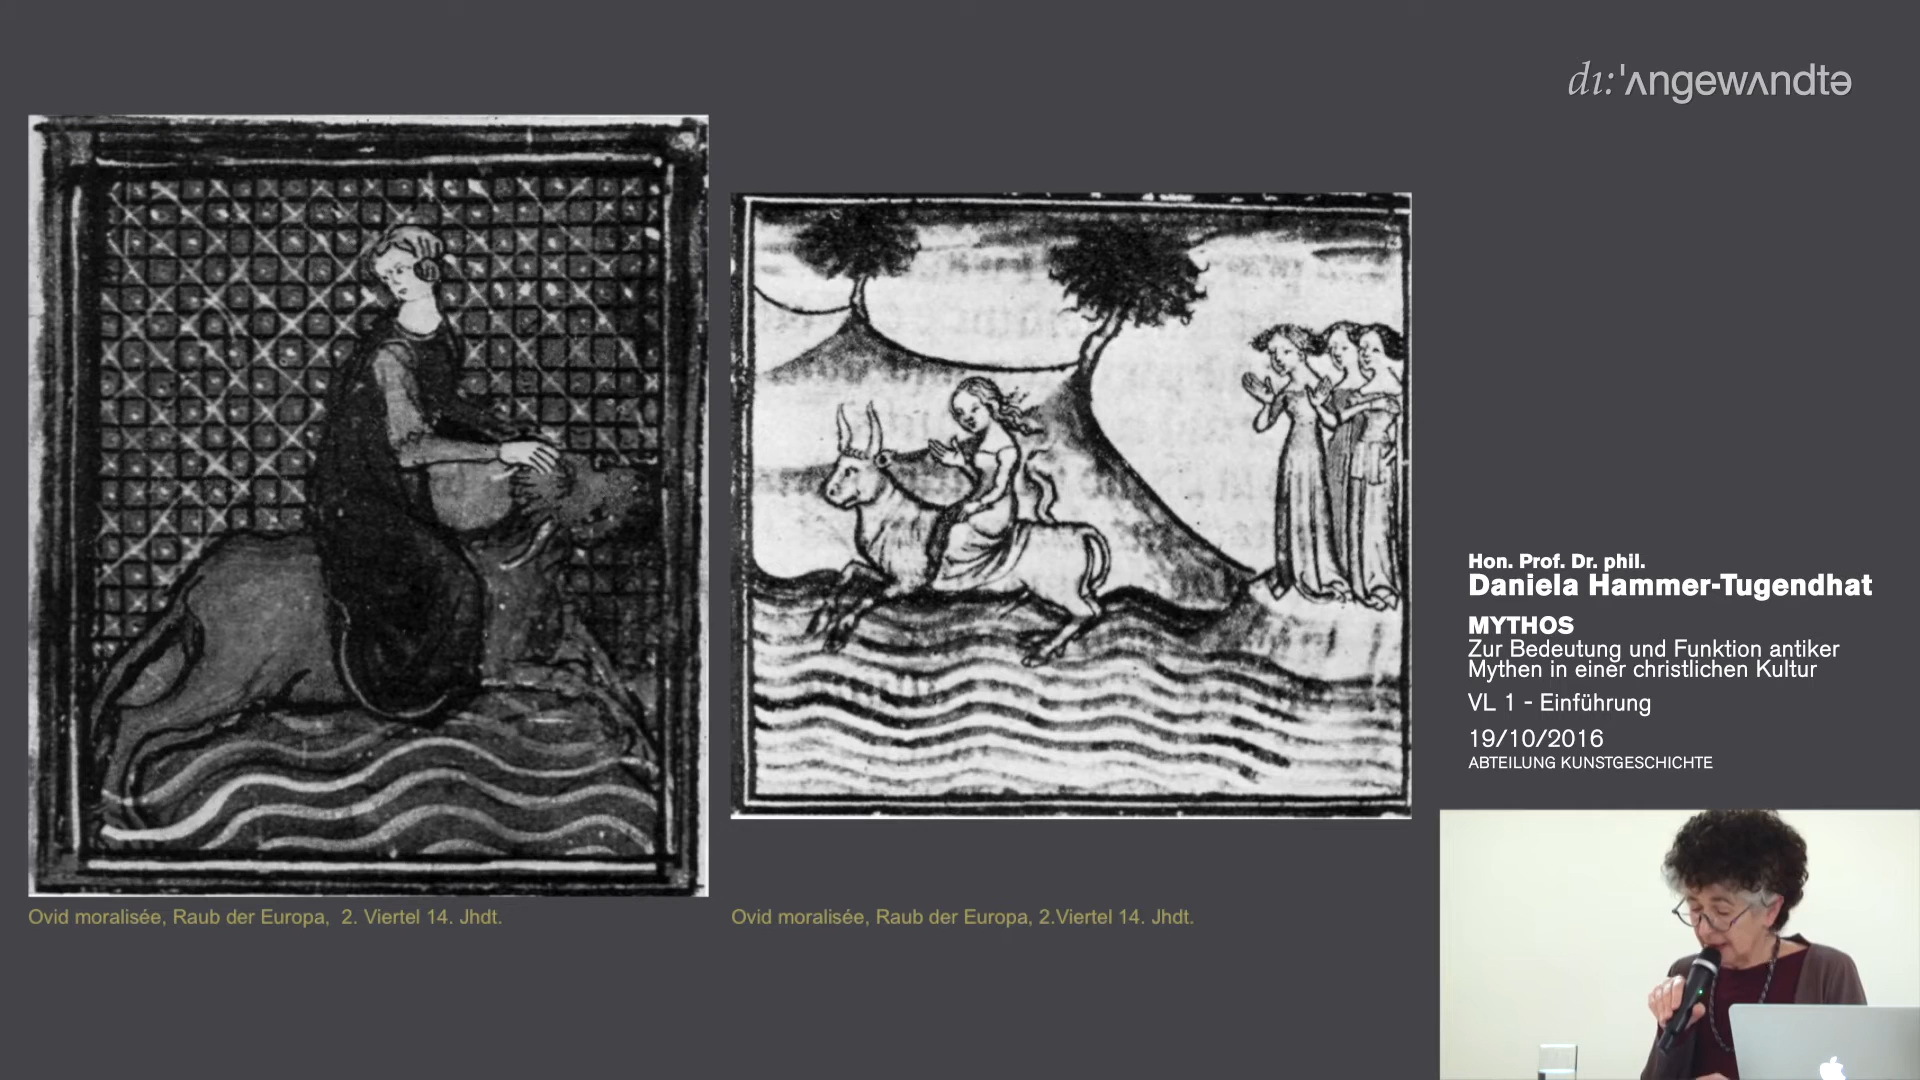 dı:ˈʌngewʌndtə
Ovid moralisée, Raub der Europa, 2. Viertel 14. Jhdt.
Ovid moralisée, Raub der Europa, 2.Viertel 14. Jhdt.
Hon. Prof. Dr. phil.
Daniela Hammer-Tugendhat
MYTHOS
Zur Bedeutung und Funktion antiker
Mythen in einer christlichen Kultur
VL 1 - Einführung
19/10/2016
ABTEILUNG KUNSTGESCHICHTE